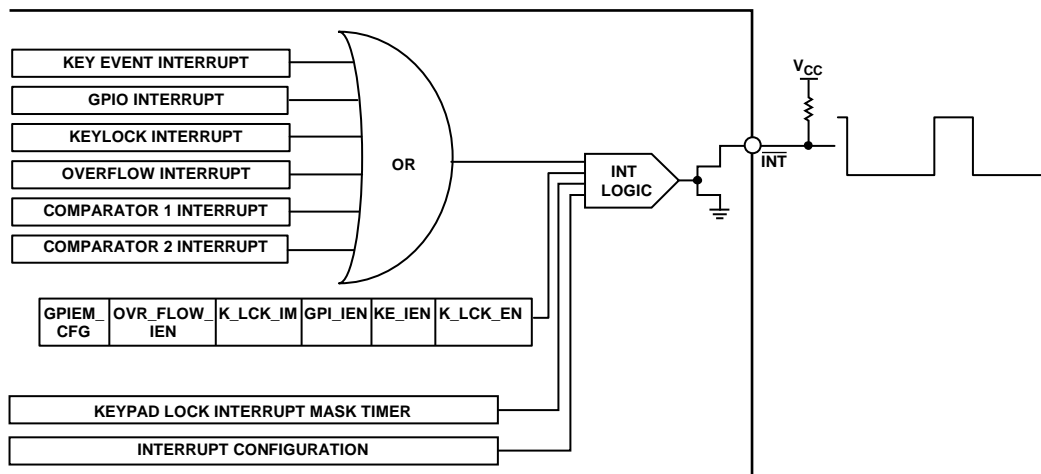 KEY EVENT INTERRUPT
GPIO INTERRUPT
KEYLOCK INTERRUPT
OVERFLOW INTERRUPT
COMPARATOR 1 INTERRUPT
COMPARATOR 2 INTERRUPT
OR
INT
LOGIC
VCC
INT
GPIEM_
CFG
OVR_FLOW_
IEN
K_LCK_IM
GPI_IEN
KE_IEN
K_LCK_EN
KEYPAD LOCK INTERRUPT MASK TIMER
INTERRUPT CONFIGURATION